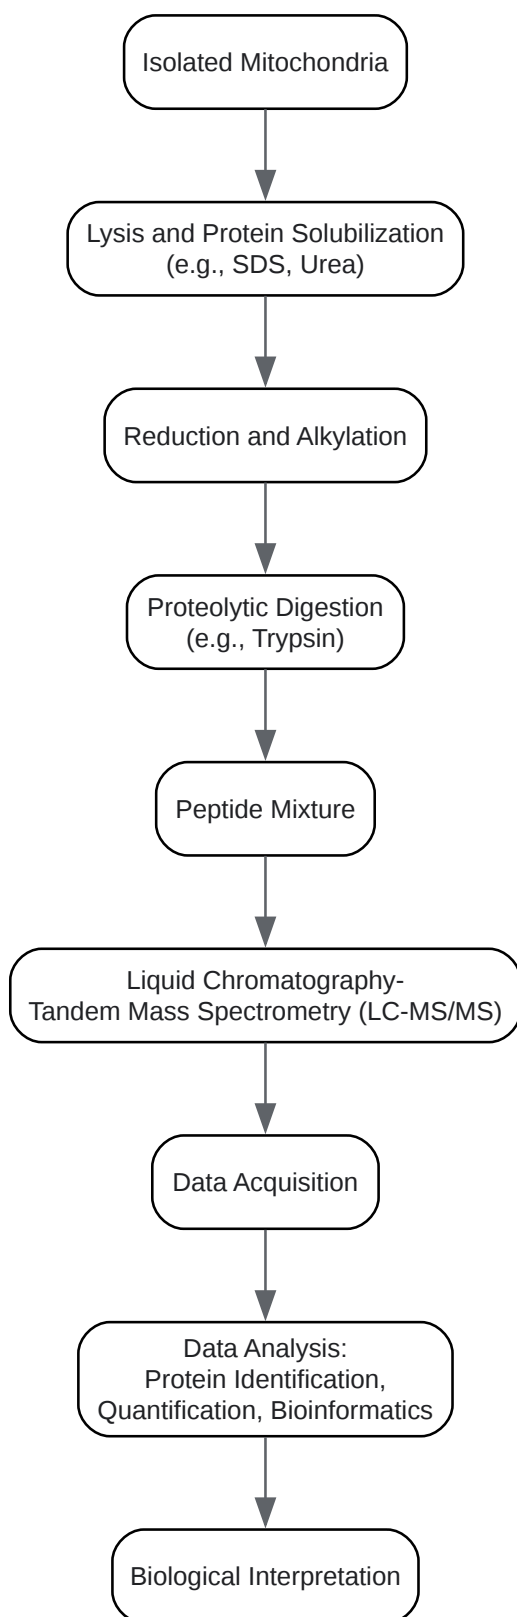 Isolated Mitochondria
Lysis and Protein Solubilization
(e.g., SDS, Urea)
Reduction and Alkylation
Proteolytic Digestion
(e.g., Trypsin)
Peptide Mixture
Liquid Chromatography-
Tandem Mass Spectrometry (LC-MS/MS)
Data Acquisition
Data Analysis:
Protein Identification,
Quantification, Bioinformatics
Biological Interpretation